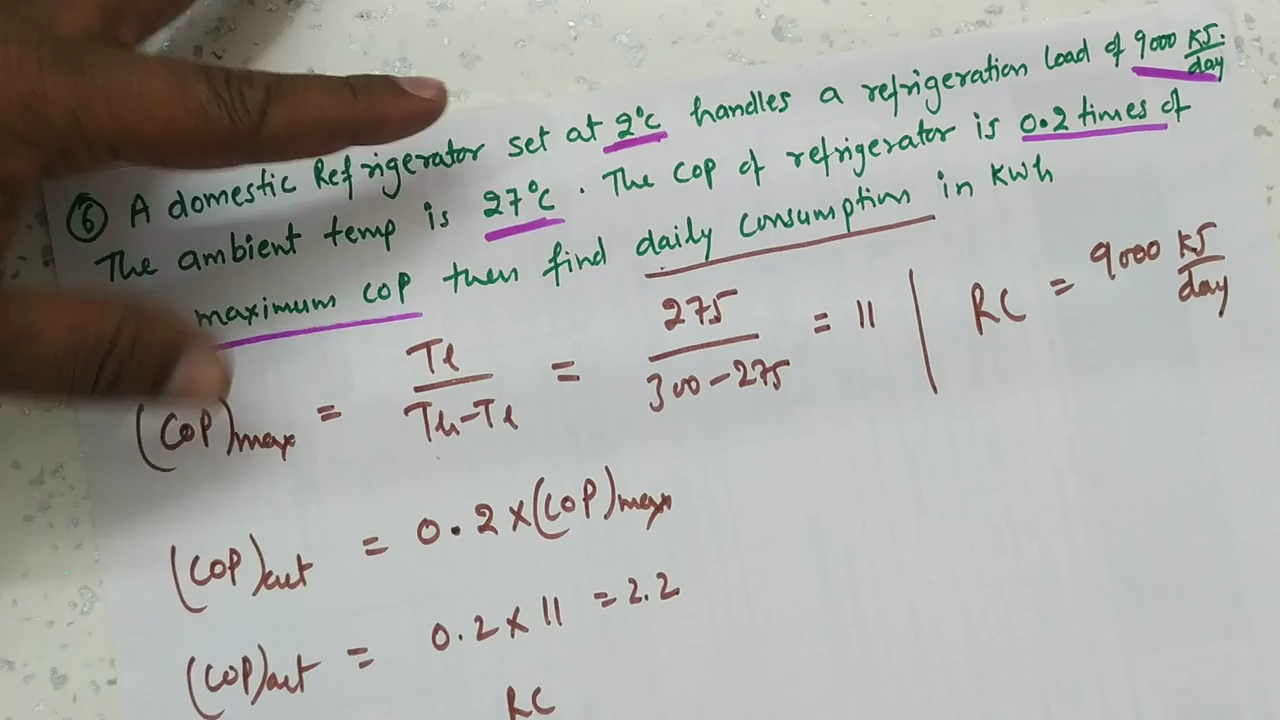 ⑥ A domestic Refrigerator set at 2°c handles a refrigeration load of 9000 KJ/day.
The ambient temp is 27°c. The COP of refrigerator is 0.2 times of
maximum COP then find daily consumption in Kwh
(COP)max = Tl/(Th-Tl) = 275/(300-275) = 11 | RC = 9000 KJ/day
(COP)act = 0.2 x (COP)max
(COP)act = 0.2 x 11 = 2.2
RC